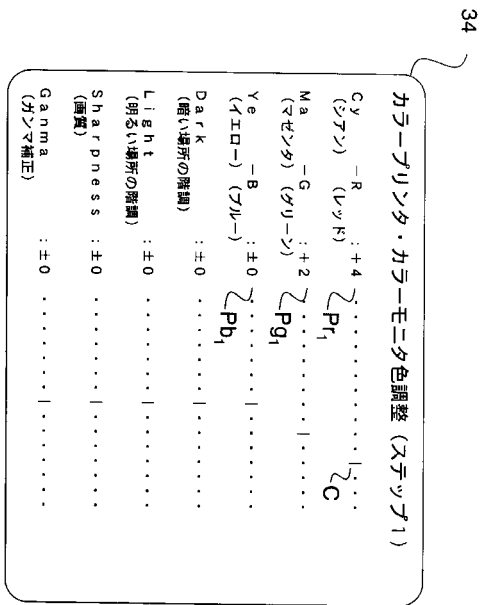 34
カラープリンタ・カラーモニタ色調整(ステップ1)
Cy －R :+4 . . . . . . . . . . . | . . .
(シアン) (レッド)
Pr1
C
Ma －G :+2 . . . . . . . . . | . . . . .
(マゼンタ) (グリーン)
Pg1
Ye －B :±0 . . . . . . . | . . . . . . .
(イエロー) (ブルー)
Pb1
Dark :±0 . . . . . . . | . . . . . . .
(暗い場所の階調)
Light :±0 . . . . . . . | . . . . . . .
(明るい場所の階調)
Sharpness :±0 . . . . . . . | . . . . . . .
(画質)
Ganma :±0 . . . . . . . | . . . . . . .
(ガンマ補正)